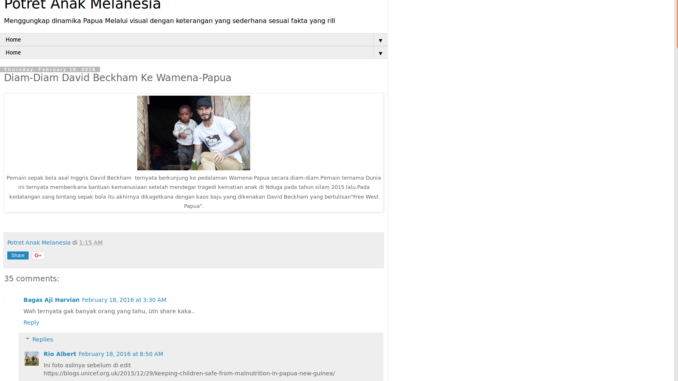 Potret Anak Melanesia
Menggungkap dinamika Papua Melalui visual dengan keterangan yang sederhana sesuai fakta yang riil
Home
Home
Thursday, February 18, 2016
Diam-Diam David Beckham Ke Wamena-Papua
Pemain sepak bola asal Inggris David Beckham ternyata berkunjung ke pedalaman Wamena-Papua secara diam-diam.Pemain ternama Dunia
ini ternyata memberikana bantuan kemanusiaan setelah mendegar tragedi kematian anak di Nduga pada tahun silam 2015 lalu.Pada
kedatangan sang bintang sepak bola itu akhirnya dikagetkana dengan kaos baju yang dikenakan David Beckham yang bertulisan"Free West
Papua".
Potret Anak Melanesia di 1:15 AM
Share G+
35 comments:
Bagas Aji Harvian February 18, 2016 at 3:30 AM
Wah ternyata gak banyak orang yang tahu, izin share kaka..
Reply
Replies
Rio Albert February 18, 2016 at 8:50 AM
Ini foto aslinya sebelum di edit
https://blogs.unicef.org.uk/2015/12/29/keeping-children-safe-from-malnutrition-in-papua-new-guinea/